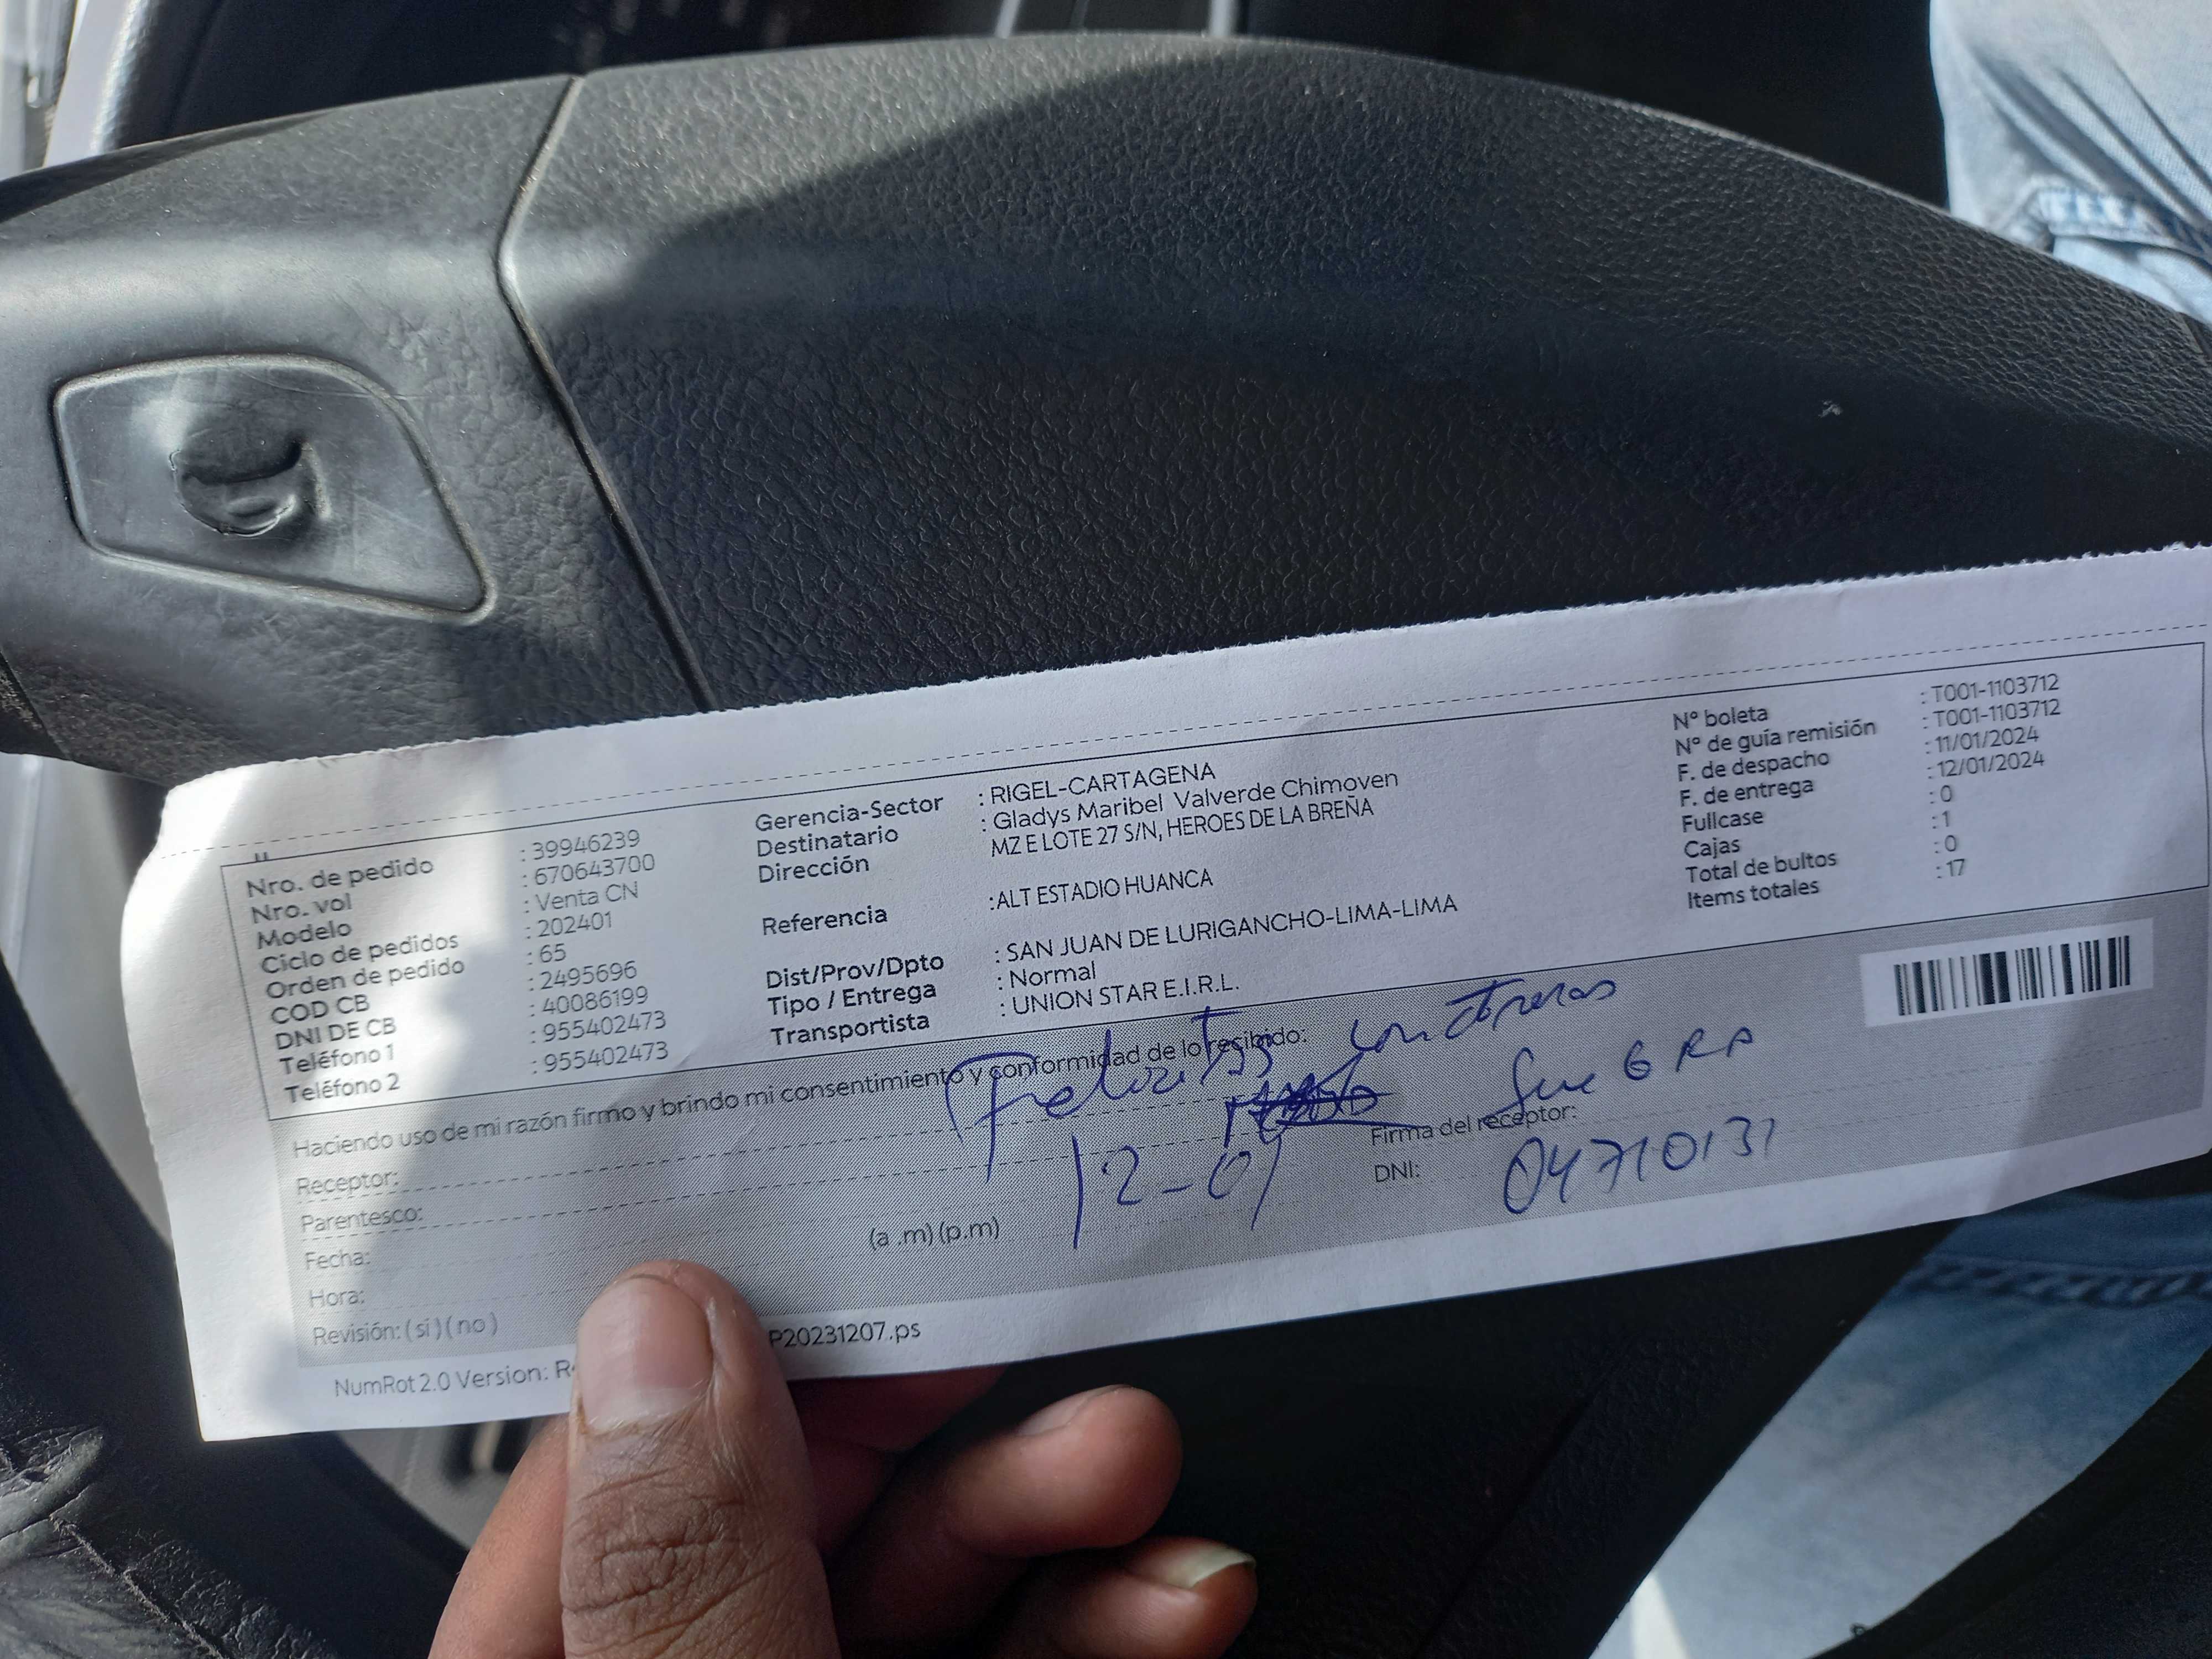 Nro. de pedido : 39946239
Nro. vol : 670643700
Modelo : Venta CN
Ciclo de pedidos : 202401
Orden de pedido : 65
COD CB : 2495696
DNI DE CB : 40086199
Teléfono 1 : 955402473
Teléfono 2 : 955402473
Gerencia-Sector : RIGEL-CARTAGENA
Destinatario : Gladys Maribel Valverde Chimoven
Dirección MZ E LOTE 27 S/N, HEROES DE LA BREÑA
Referencia :ALT ESTADIO HUANCA
Dist/Prov/Dpto : SAN JUAN DE LURIGANCHO-LIMA-LIMA
Tipo / Entrega : Normal
Transportista : UNION STAR E.I.R.L.
Nº boleta : T001-1103712
Nº de guía remisión : T001-1103712
F. de despacho : 11/01/2024
F. de entrega : 12/01/2024
Fullcase : 0
Cajas : 1
Total de bultos : 0
Items totales : 17
Haciendo uso de mi razón firmo y brindo mi consentimiento y conformidad de lo recibido:
Felicitas Contreras
Receptor:
Sue GRA
Parentesco:
Firma del receptor:
Fecha:
12-01
DNI: 04710131
Hora: (a .m) (p.m)
Revisión: ( si ) ( no )
NumRot 2.0 Version: R P20231207.ps